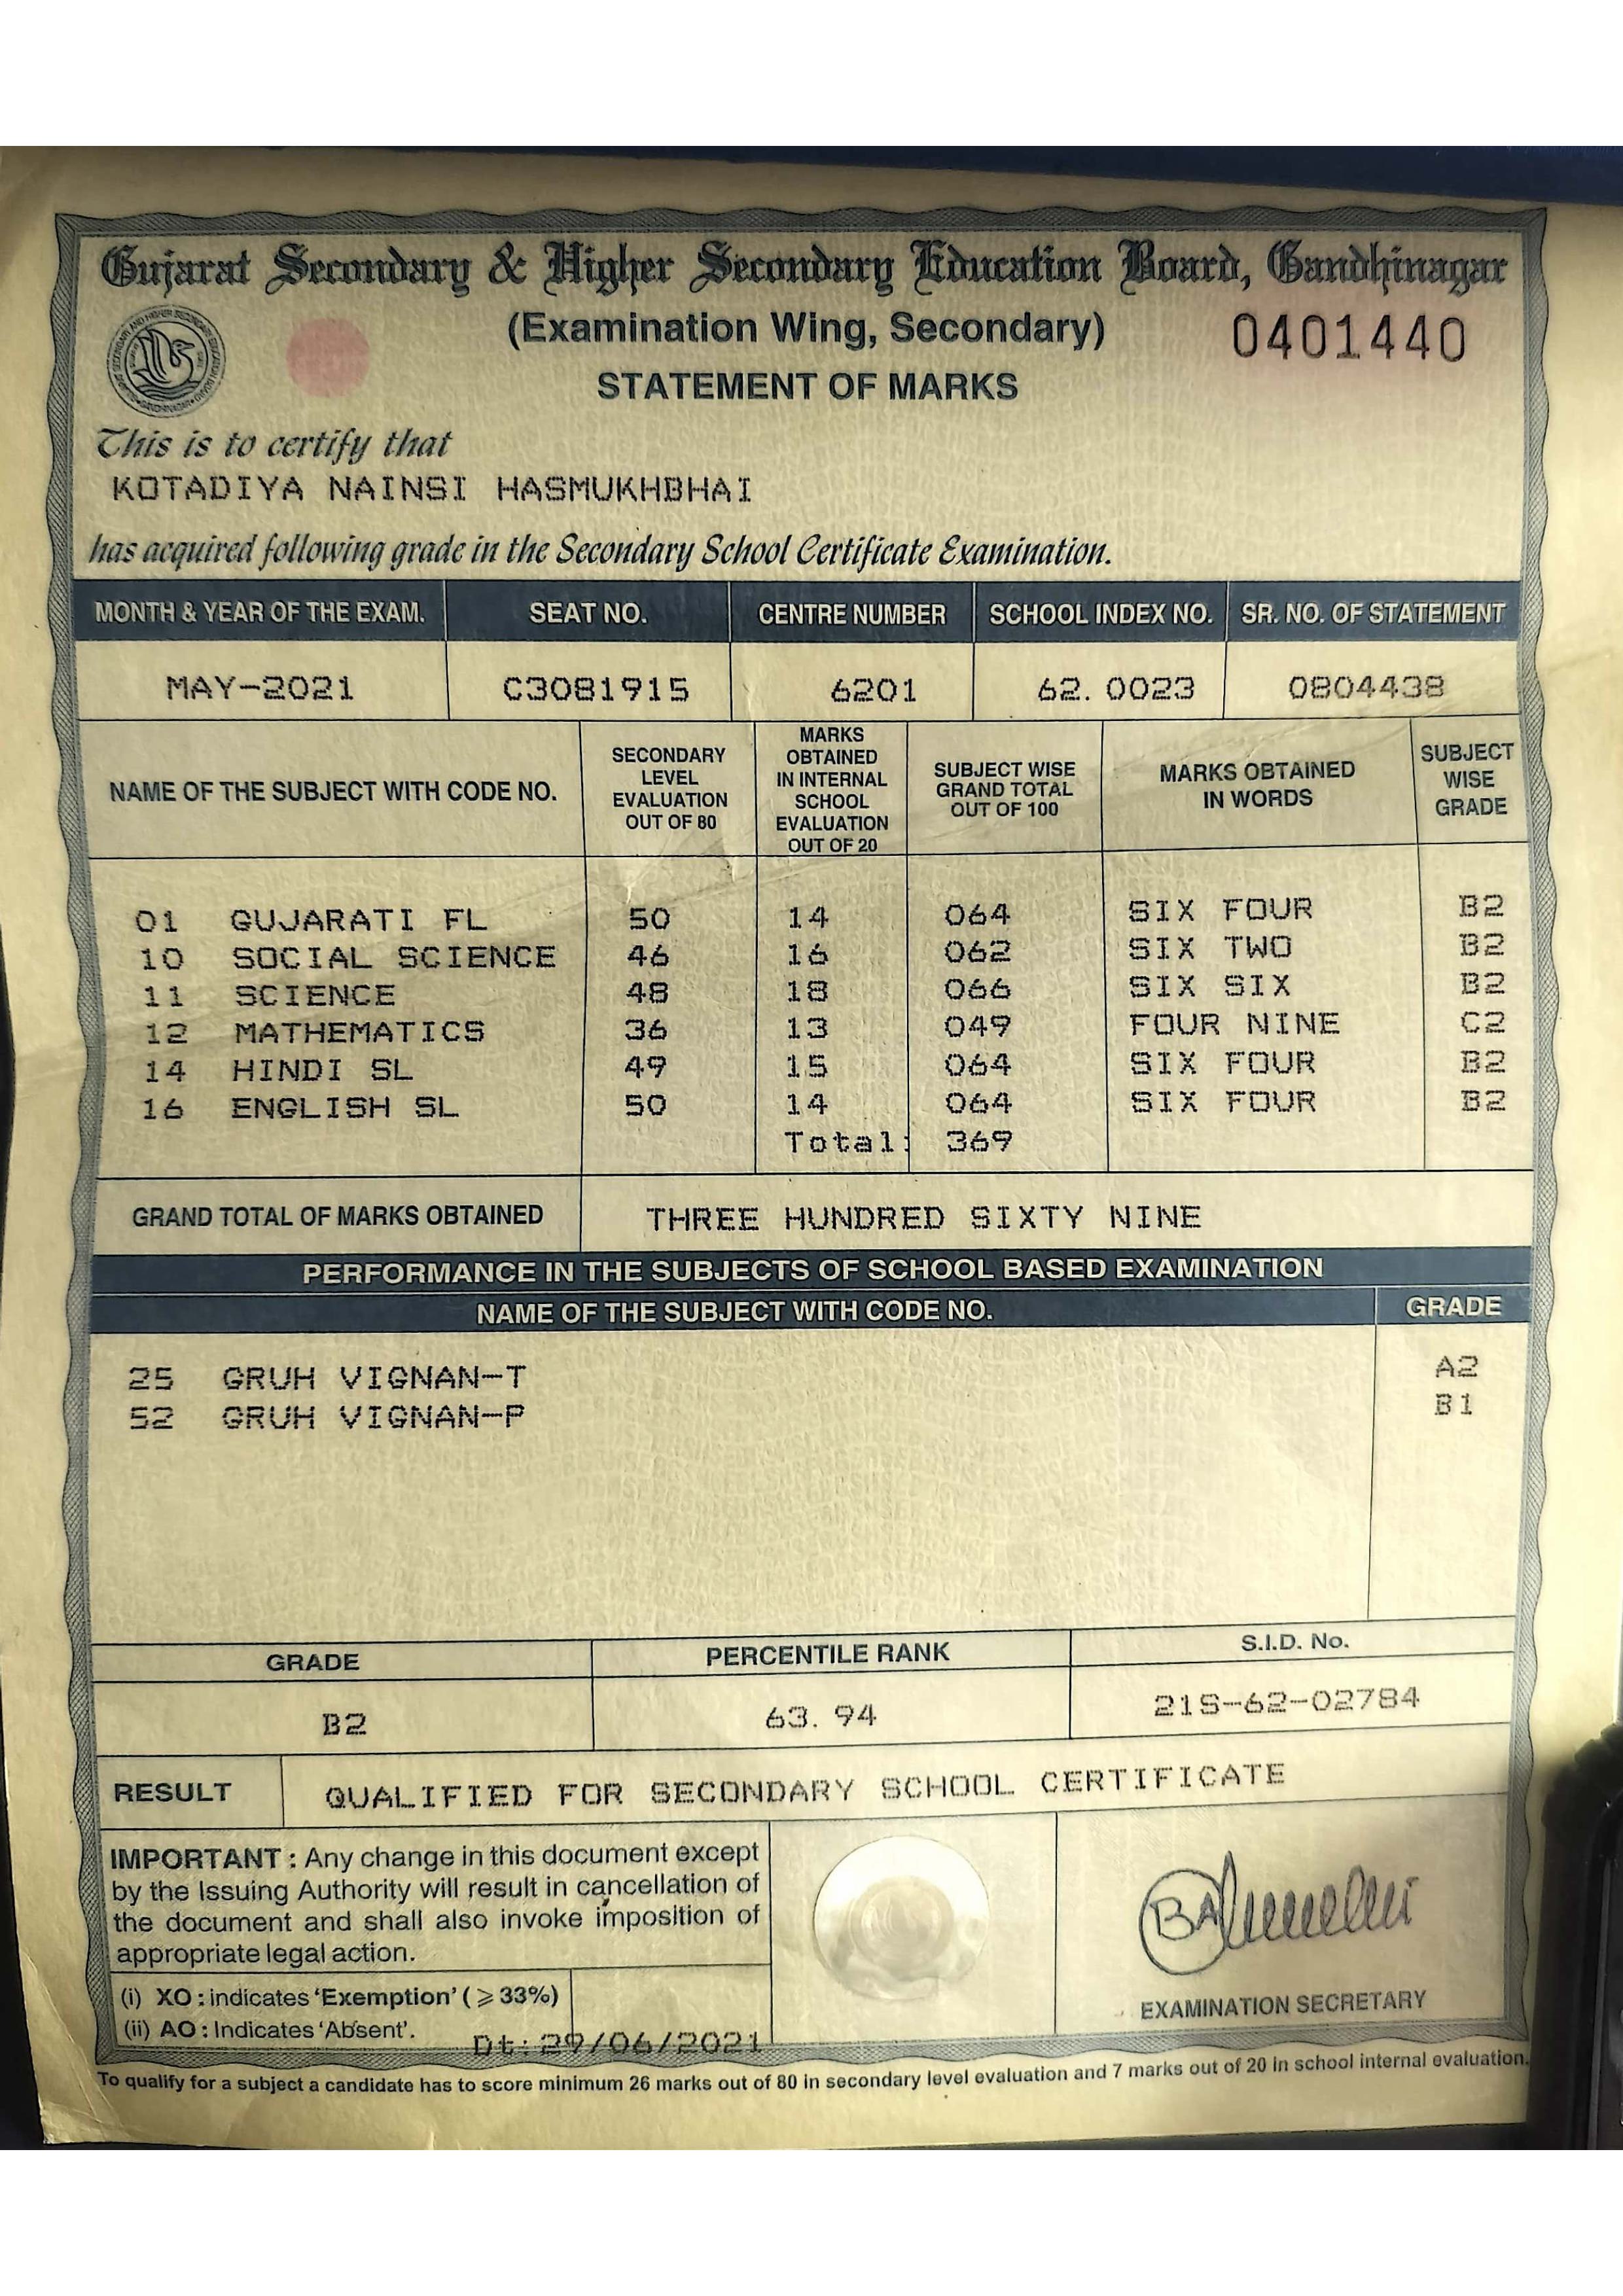 Gujarat Secondary & Higher Secondary Education Board, Gandhinagar
(Examination Wing, Secondary)
0401440
STATEMENT OF MARKS
This is to certify that
KOTADIYA NAINSI HASMUKHBHAI
has acquired following grade in the Secondary School Certificate Examination.
MONTH & YEAR OF THE EXAM. SEAT NO. CENTRE NUMBER SCHOOL INDEX NO. SR. NO. OF STATEMENT
MAY-2021 C3081915 6201 62. 0023 0804438
NAME OF THE SUBJECT WITH CODE NO.
SECONDARY
LEVEL
EVALUATION
OUT OF 80
MARKS
OBTAINED
IN INTERNAL
SCHOOL
EVALUATION
OUT OF 20
SUBJECT WISE
GRAND TOTAL
OUT OF 100
MARKS OBTAINED
IN WORDS
SUBJECT
WISE
GRADE
01 GUJARATI FL 50 14 064 SIX FOUR B2
10 SOCIAL SCIENCE 46 16 062 SIX TWO B2
11 SCIENCE 48 18 066 SIX SIX B2
12 MATHEMATICS 36 13 049 FOUR NINE C2
14 HINDI SL 49 15 064 SIX FOUR B2
16 ENGLISH SL 50 14 064 SIX FOUR B2
Total: 369
GRAND TOTAL OF MARKS OBTAINED THREE HUNDRED SIXTY NINE
PERFORMANCE IN THE SUBJECTS OF SCHOOL BASED EXAMINATION
NAME OF THE SUBJECT WITH CODE NO. GRADE
25 GRUH VIGNAN-T A2
52 GRUH VIGNAN-P B1
GRADE PERCENTILE RANK S.I.D. No.
B2 63. 94 21S-62-02784
RESULT QUALIFIED FOR SECONDARY SCHOOL CERTIFICATE
IMPORTANT : Any change in this document except
by the Issuing Authority will result in cancellation of
the document and shall also invoke imposition of
appropriate legal action.
(i) XO : indicates 'Exemption' (⩾ 33%)
(ii) AO : Indicates 'Absent'.
Dt:29/06/2021
EXAMINATION SECRETARY
To qualify for a subject a candidate has to score minimum 26 marks out of 80 in secondary level evaluation and 7 marks out of 20 in school internal evaluation.